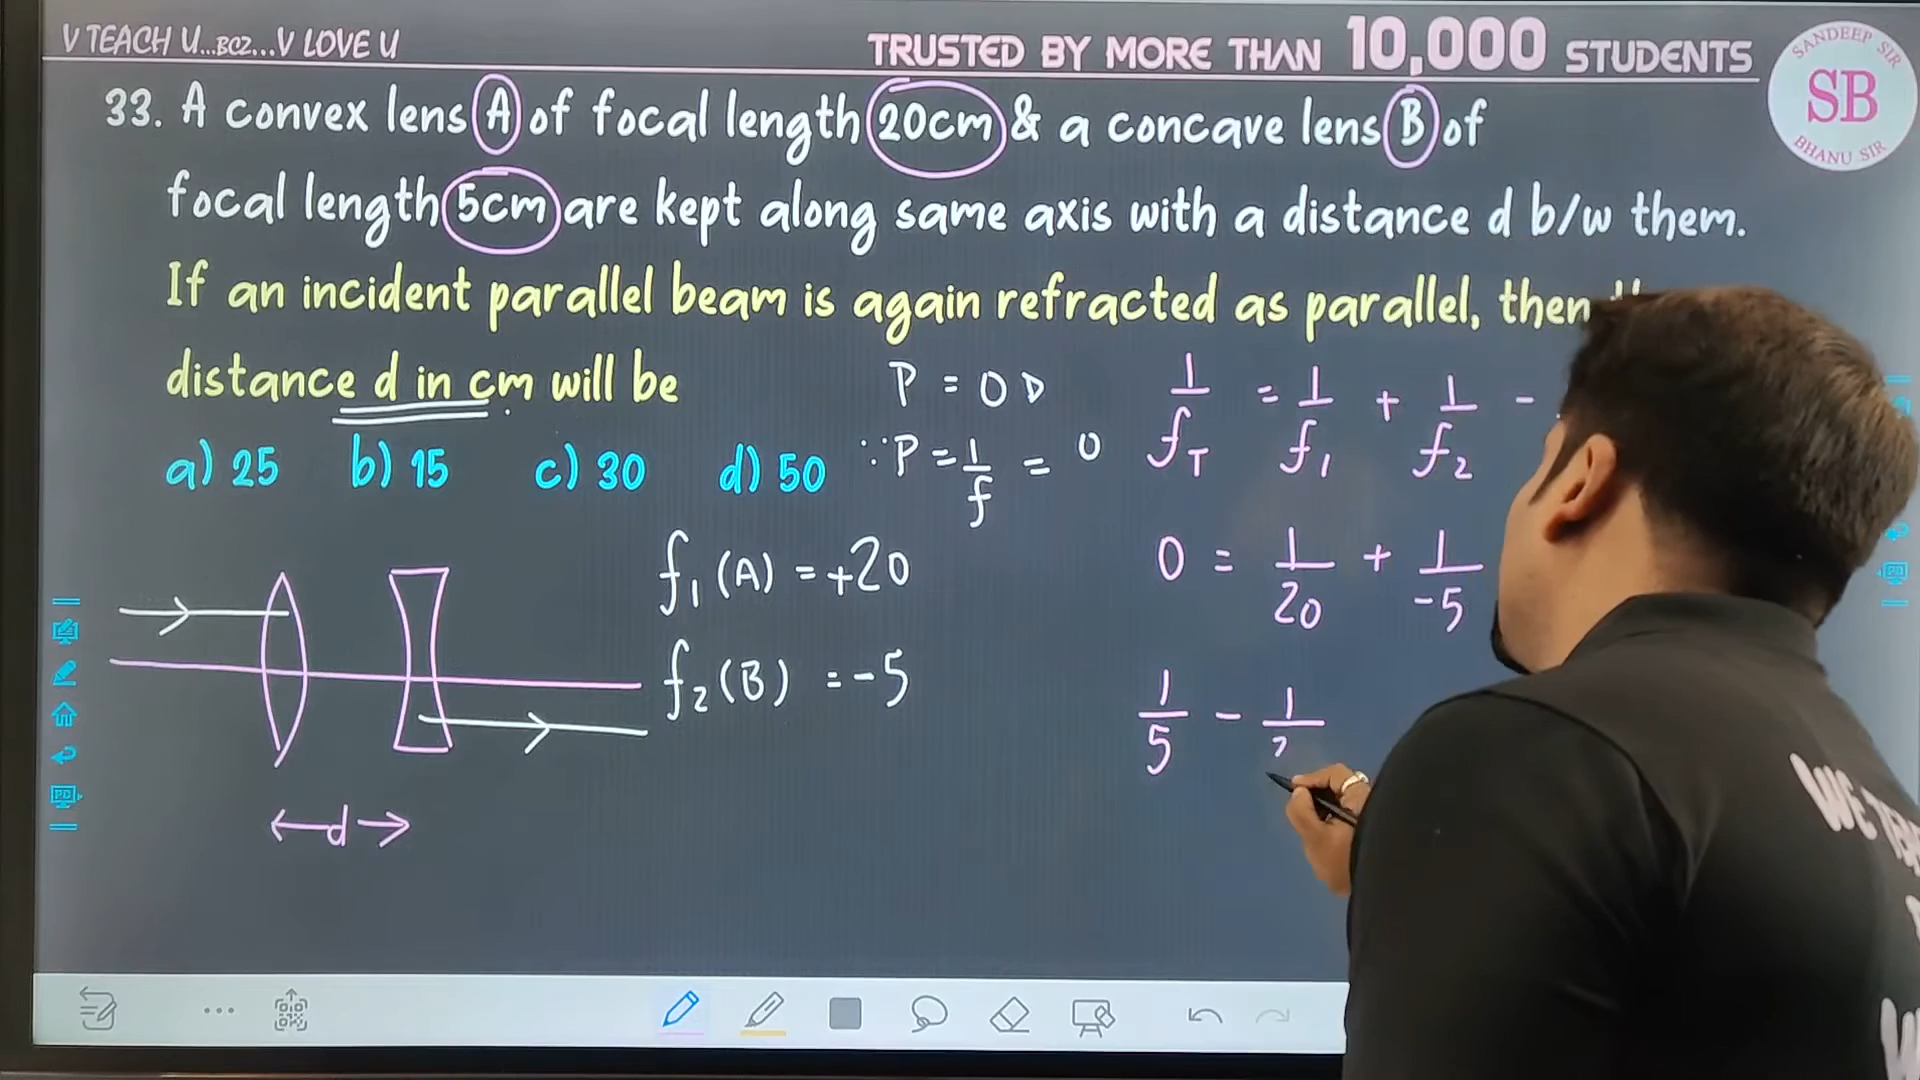 V TEACH U...BCZ...V LOVE U
TRUSTED BY MORE THAN 10,000 STUDENTS
SANDEEP SIR
SB
BHANU SIR
33. A convex lens A of focal length 20cm & a concave lens B of
focal length 5cm are kept along same axis with a distance d b/w them.
If an incident parallel beam is again refracted as parallel, then
distance d in cm will be
a) 25 b) 15 c) 30 d) 50
P = 0 D
∵ P = 1/f = 0
f₁ (A) = +20
f₂ (B) = -5
d
1/fT = 1/f₁ + 1/f₂ -
0 = 1/20 + 1/-5
1/5 - 1/
WE
PD
PD